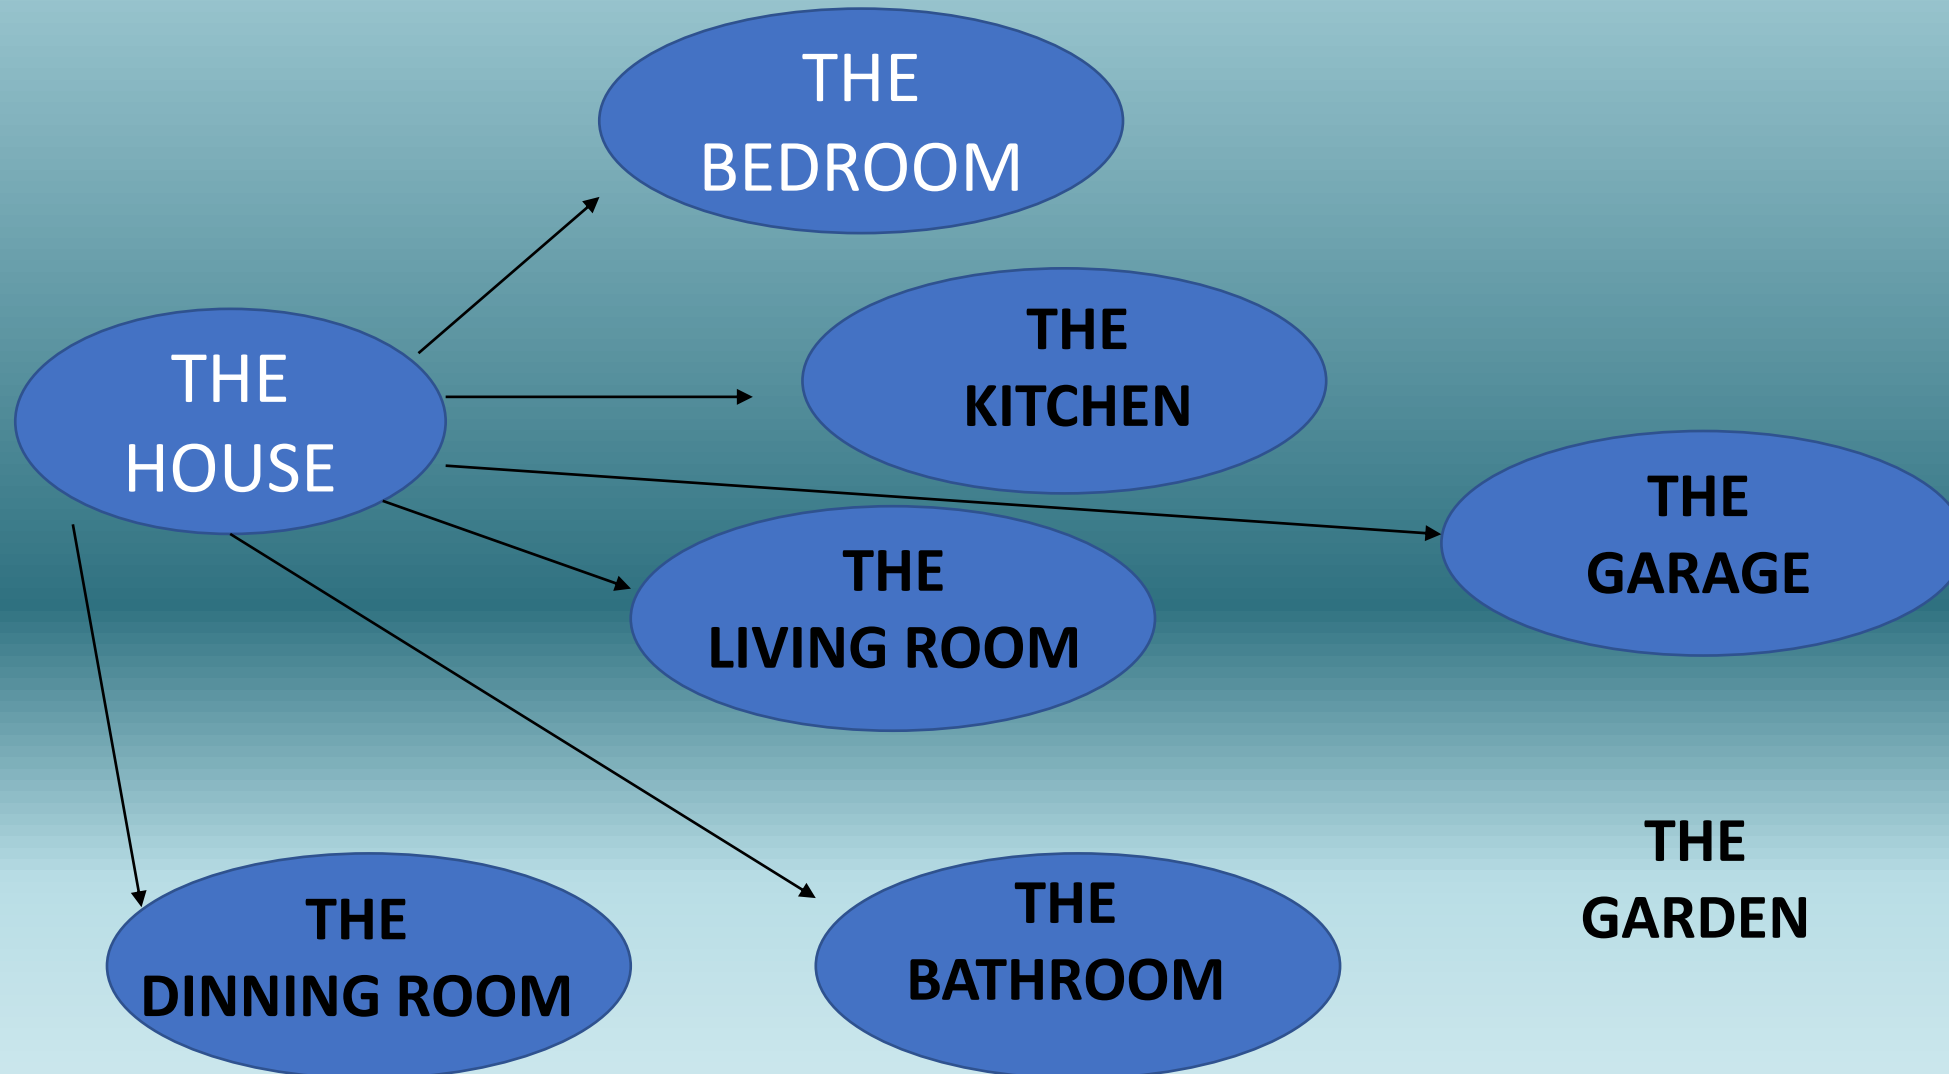 THE
BEDROOM
THE
KITCHEN
THE
HOUSE
THE
GARAGE
THE
LIVING ROOM
THE
GARDEN
THE
DINNING ROOM
THE
BATHROOM